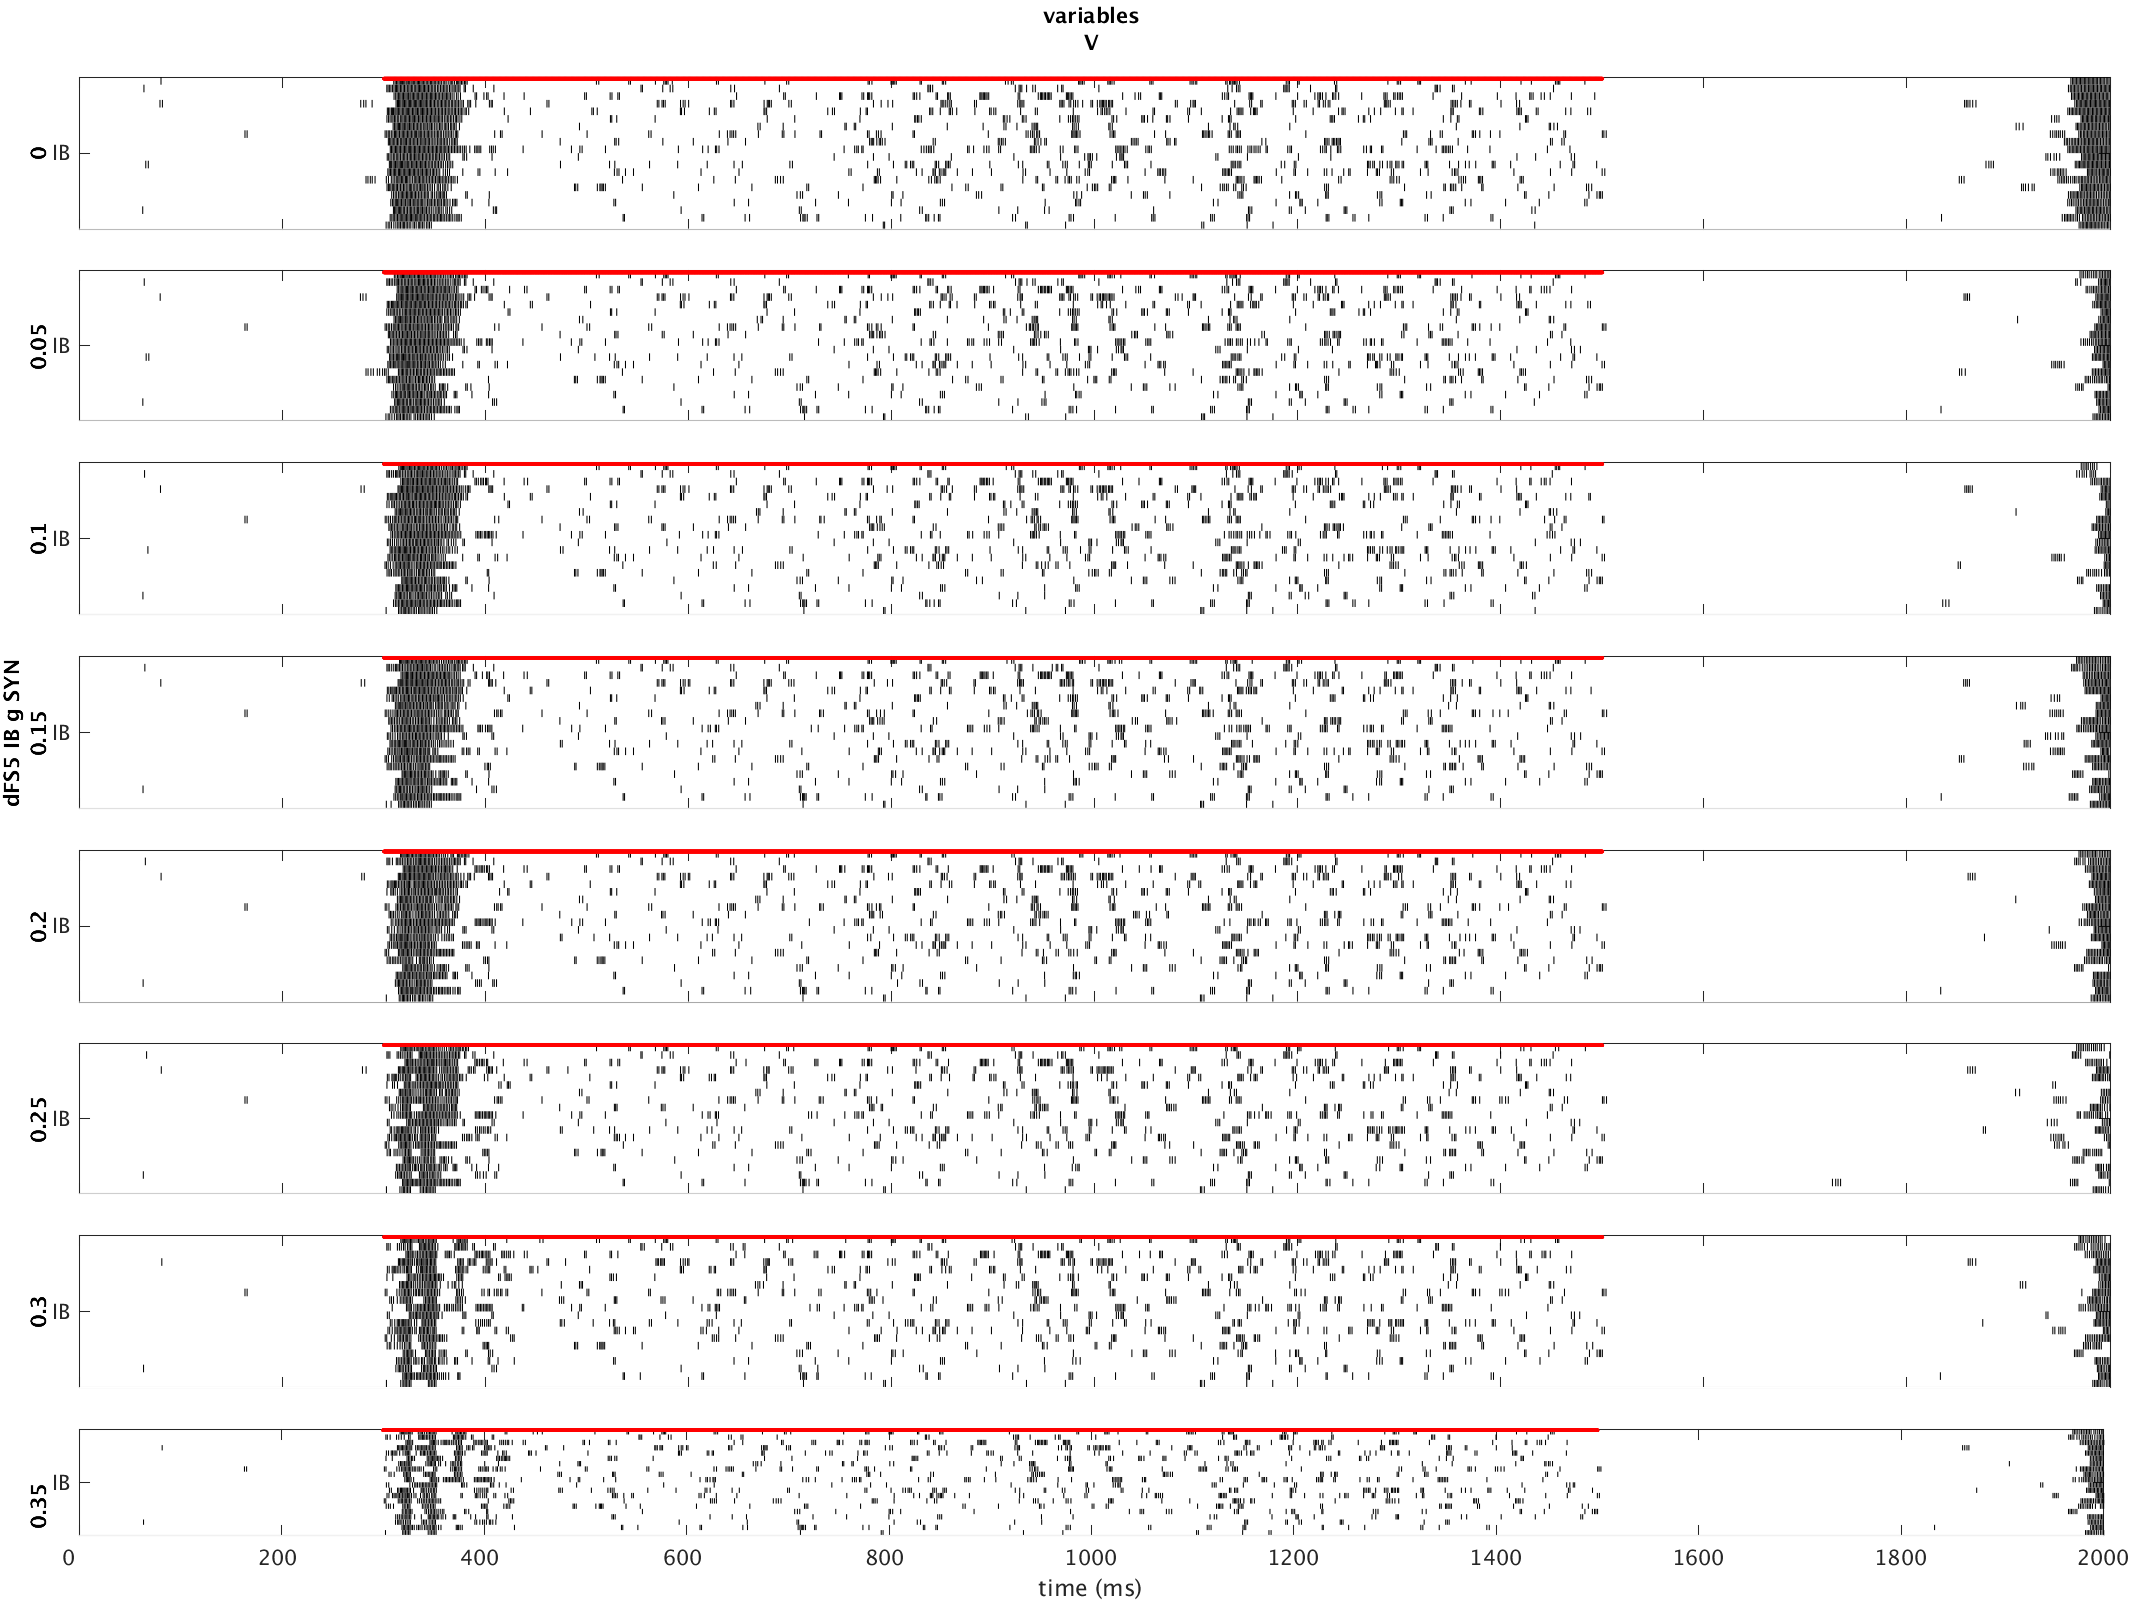 variables
V
dFS5 IB g SYN
0 IB
0.05 IB
0.1 IB
0.15 IB
0.2 IB
0.25 IB
0.3 IB
0.35 IB
0 200 400 600 800 1000 1200 1400 1600 1800 2000
time (ms)